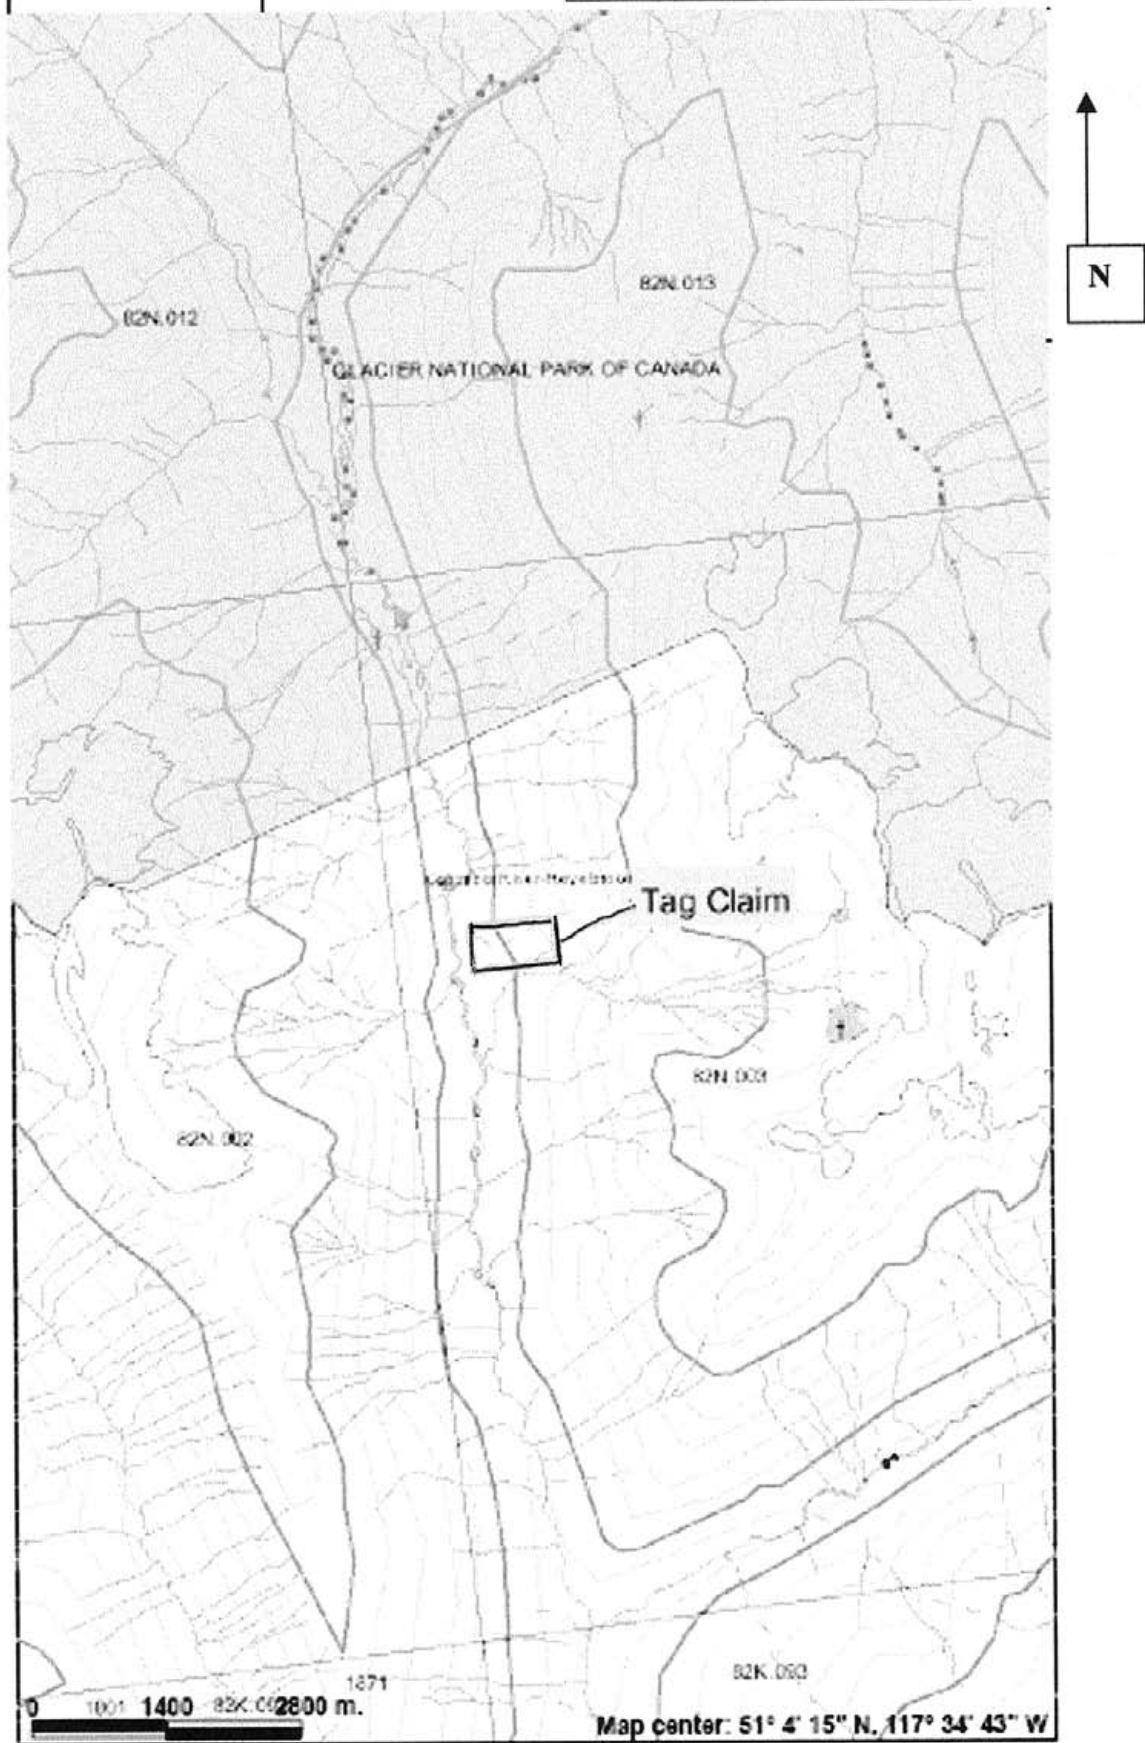 N
82N.013
82N.012
GLACIER NATIONAL PARK OF CANADA
Tag Claim
82N.003
82N.002
82K.093
1871
0 1001 1400 2800 m.
Map center: 51° 4' 15" N, 117° 34' 43" W